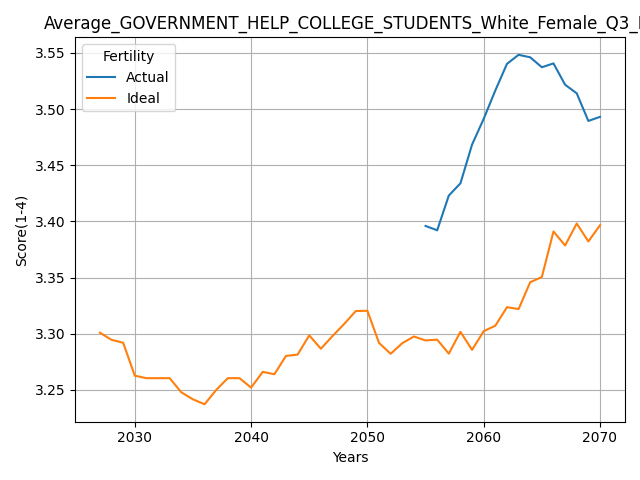 Average_GOVERNMENT_HELP_COLLEGE_STUDENTS_White_Female_Q3_
Fertility
Actual
Ideal
3.55
3.50
3.45
3.40
3.35
3.30
3.25
Score(1-4)
2030 2040 2050 2060 2070
Years